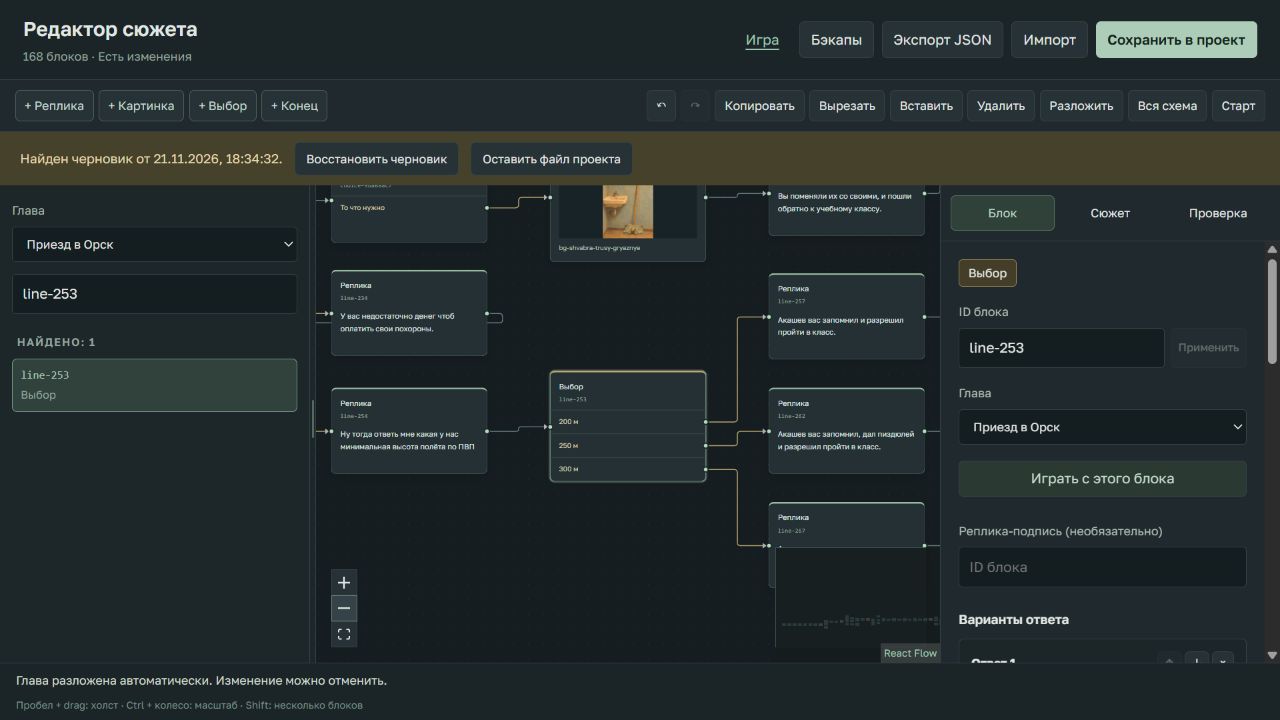 Редактор сюжета
168 блоков · Есть изменения
Игра
Бэкапы
Экспорт JSON
Импорт
Сохранить в проект
+ Реплика
+ Картинка
+ Выбор
+ Конец
Копировать
Вырезать
Вставить
Удалить
Разложить
Вся схема
Старт
Найден черновик от 21.11.2026, 18:34:32.
Восстановить черновик
Оставить файл проекта
Глава
Приезд в Орск
line-253
НАЙДЕНО: 1
line-253
Выбор
То что нужно
bg-shvabra-trusy-gryaznye
Вы поменяли их со своими, и пошли
обратно к учебному классу.
Реплика
line-234
У вас недостаточно денег чтоб
оплатить свои похороны.
Реплика
line-254
Ну тогда ответь мне какая у нас
минимальная высота полёта по ПВП
Выбор
line-253
200 м
250 м
300 м
Реплика
line-257
Акашев вас запомнил и разрешил
пройти в класс.
Реплика
line-262
Акашев вас запомнил, дал пиздюлей
и разрешил пройти в класс.
Реплика
line-267
React Flow
Блок
Сюжет
Проверка
Выбор
ID блока
line-253
Применить
Глава
Приезд в Орск
Играть с этого блока
Реплика-подпись (необязательно)
ID блока
Варианты ответа
Ответ 1
Глава разложена автоматически. Изменение можно отменить.
Пробел + drag: холст · Ctrl + колесо: масштаб · Shift: несколько блоков